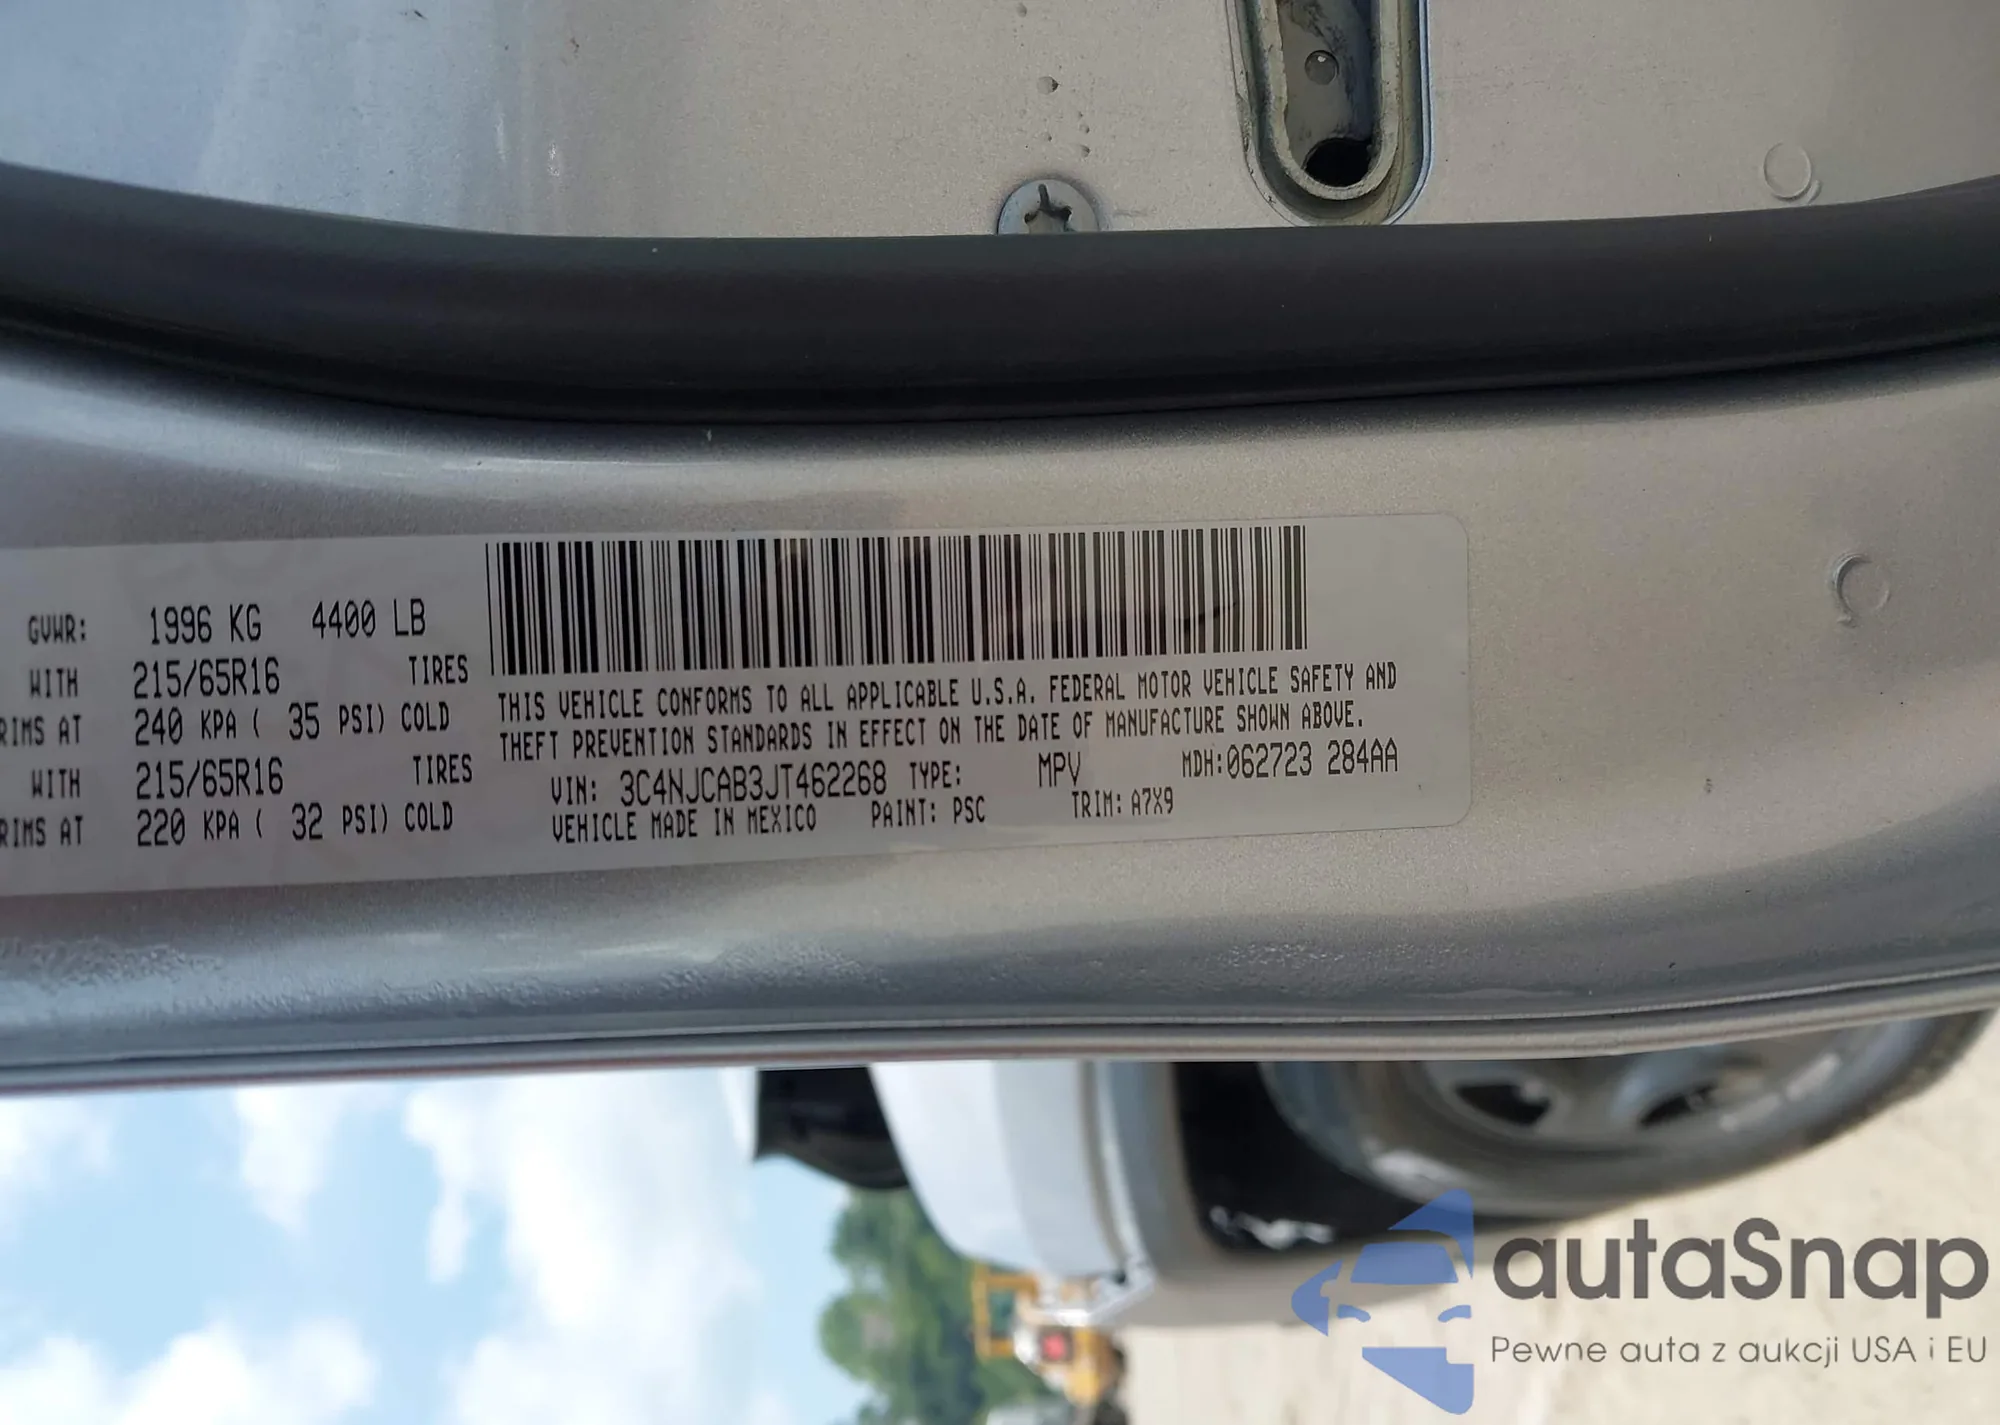 GVWR: 1996 KG 4400 LB
WITH 215/65R16 TIRES
RIMS AT 240 KPA ( 35 PSI) COLD
WITH 215/65R16 TIRES
RIMS AT 220 KPA ( 32 PSI) COLD
THIS VEHICLE CONFORMS TO ALL APPLICABLE U.S.A. FEDERAL MOTOR VEHICLE SAFETY AND
THEFT PREVENTION STANDARDS IN EFFECT ON THE DATE OF MANUFACTURE SHOWN ABOVE.
VIN: 3C4NJCAB3JT462268 TYPE: MPV MDH:062723 284AA
VEHICLE MADE IN MEXICO PAINT: PSC TRIM: A7X9
autaSnap
Pewne auta z aukcji USA i EU